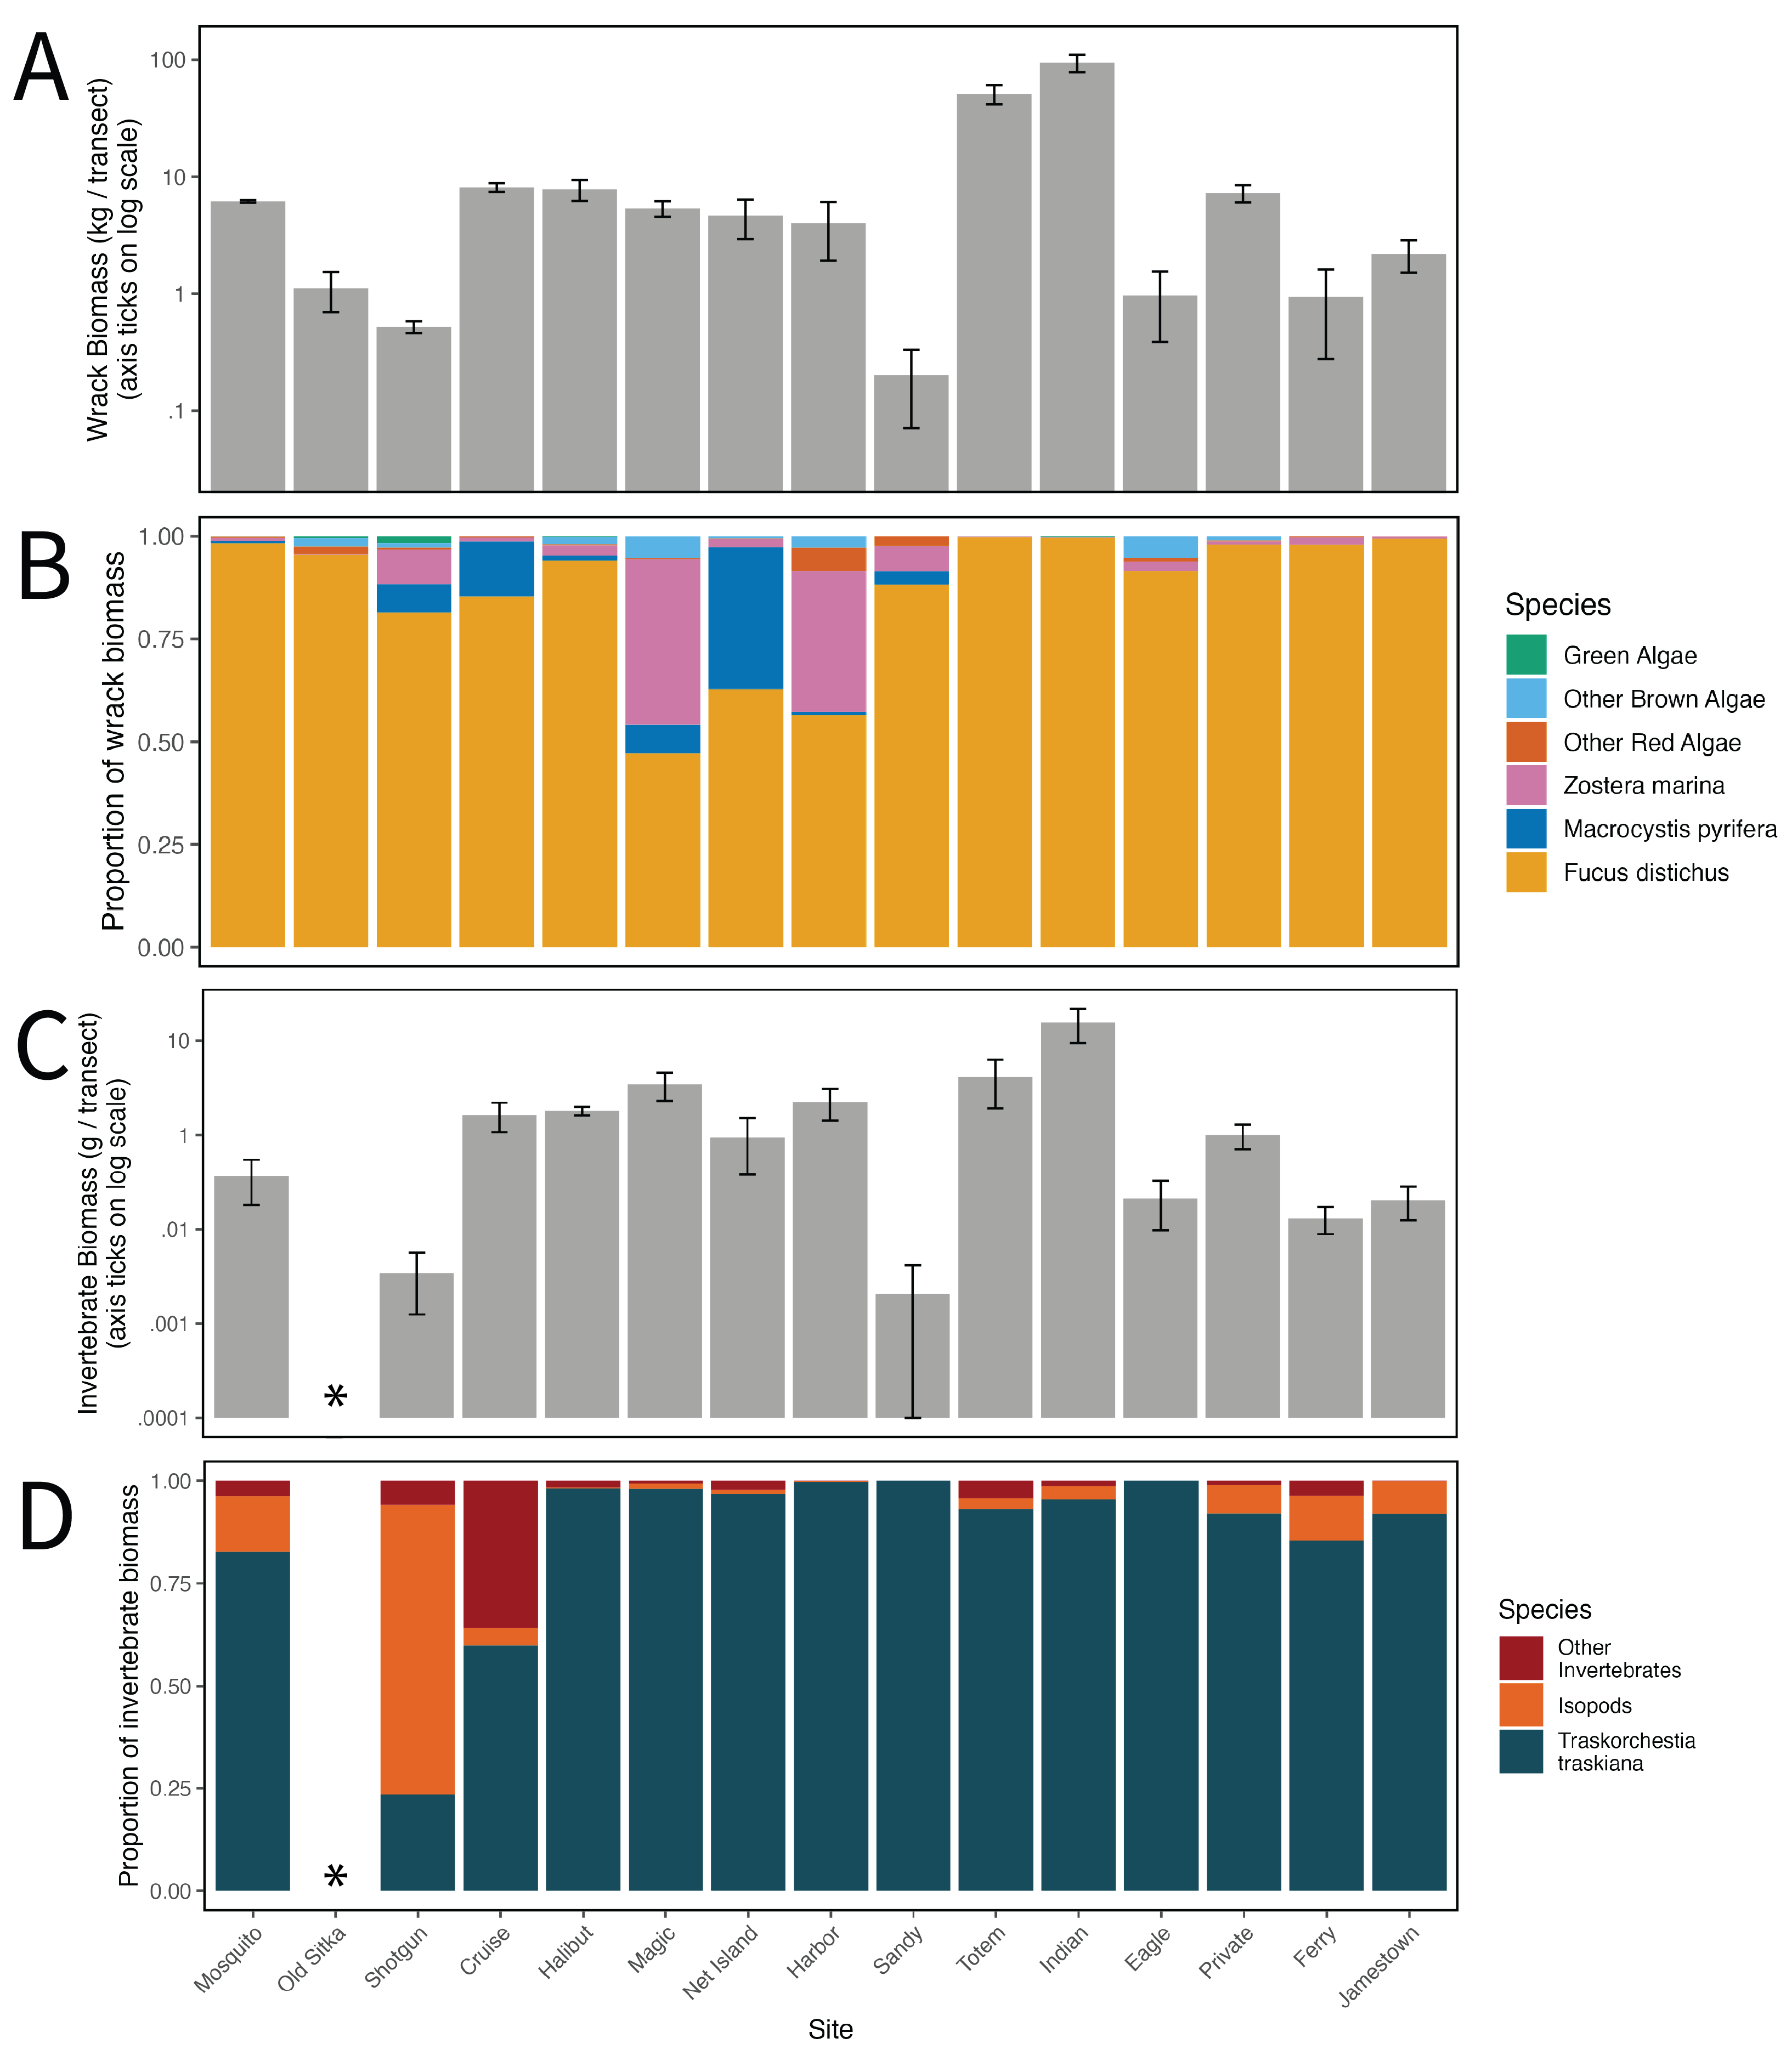 A
Wrack Biomass (kg / transect)
(axis ticks on log scale)
100
10
1
.1
B
Proportion of wrack biomass
1.00
0.75
0.50
0.25
0.00
Species
Green Algae
Other Brown Algae
Other Red Algae
Zostera marina
Macrocystis pyrifera
Fucus distichus
C
Invertebrate Biomass (g / transect)
(axis ticks on log scale)
10
1
.01
.001
.0001
*
D
Proportion of invertebrate biomass
1.00
0.75
0.50
0.25
0.00
*
Species
Other
Invertebrates
Isopods
Traskorchestia
traskiana
Mosquito
Old Sitka
Shotgun
Cruise
Halibut
Magic
Net Island
Harbor
Sandy
Totem
Indian
Eagle
Private
Ferry
Jamestown
Site